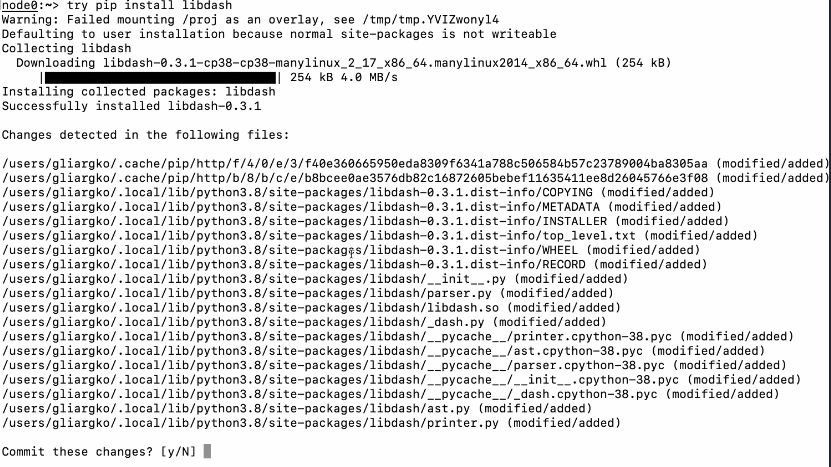 node0:~> try pip install libdash
Warning: Failed mounting /proj as an overlay, see /tmp/tmp.YVIZwonyl4
Defaulting to user installation because normal site-packages is not writeable
Collecting libdash
  Downloading libdash-0.3.1-cp38-cp38-manylinux_2_17_x86_64.manylinux2014_x86_64.whl (254 kB)
     |████████████████████████████████| 254 kB 4.0 MB/s
Installing collected packages: libdash
Successfully installed libdash-0.3.1

Changes detected in the following files:

/users/gliargko/.cache/pip/http/f/4/0/e/3/f40e360665950eda8309f6341a788c506584b57c23789004ba8305aa (modified/added)
/users/gliargko/.cache/pip/http/b/8/b/c/e/b8bcee0ae3576db82c16872605bebef11635411ee8d26045766e3f08 (modified/added)
/users/gliargko/.local/lib/python3.8/site-packages/libdash-0.3.1.dist-info/COPYING (modified/added)
/users/gliargko/.local/lib/python3.8/site-packages/libdash-0.3.1.dist-info/METADATA (modified/added)
/users/gliargko/.local/lib/python3.8/site-packages/libdash-0.3.1.dist-info/INSTALLER (modified/added)
/users/gliargko/.local/lib/python3.8/site-packages/libdash-0.3.1.dist-info/top_level.txt (modified/added)
/users/gliargko/.local/lib/python3.8/site-packages/libdash-0.3.1.dist-info/WHEEL (modified/added)
/users/gliargko/.local/lib/python3.8/site-packages/libdash-0.3.1.dist-info/RECORD (modified/added)
/users/gliargko/.local/lib/python3.8/site-packages/libdash/__init__.py (modified/added)
/users/gliargko/.local/lib/python3.8/site-packages/libdash/parser.py (modified/added)
/users/gliargko/.local/lib/python3.8/site-packages/libdash/libdash.so (modified/added)
/users/gliargko/.local/lib/python3.8/site-packages/libdash/_dash.py (modified/added)
/users/gliargko/.local/lib/python3.8/site-packages/libdash/__pycache__/printer.cpython-38.pyc (modified/added)
/users/gliargko/.local/lib/python3.8/site-packages/libdash/__pycache__/ast.cpython-38.pyc (modified/added)
/users/gliargko/.local/lib/python3.8/site-packages/libdash/__pycache__/parser.cpython-38.pyc (modified/added)
/users/gliargko/.local/lib/python3.8/site-packages/libdash/__pycache__/__init__.cpython-38.pyc (modified/added)
/users/gliargko/.local/lib/python3.8/site-packages/libdash/__pycache__/_dash.cpython-38.pyc (modified/added)
/users/gliargko/.local/lib/python3.8/site-packages/libdash/ast.py (modified/added)
/users/gliargko/.local/lib/python3.8/site-packages/libdash/printer.py (modified/added)

Commit these changes? [y/N]